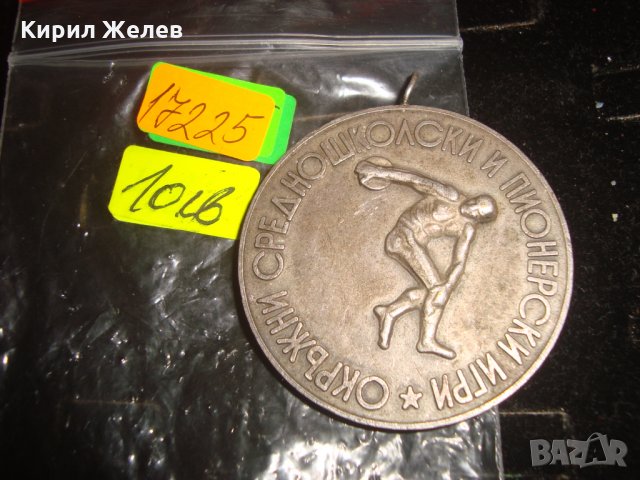 Кирил Желев
17225
10лв
ОКРЪЖНИ СРЕДНОШКОЛСКИ И ПИОНЕРСКИ ИГРИ
BAZAR